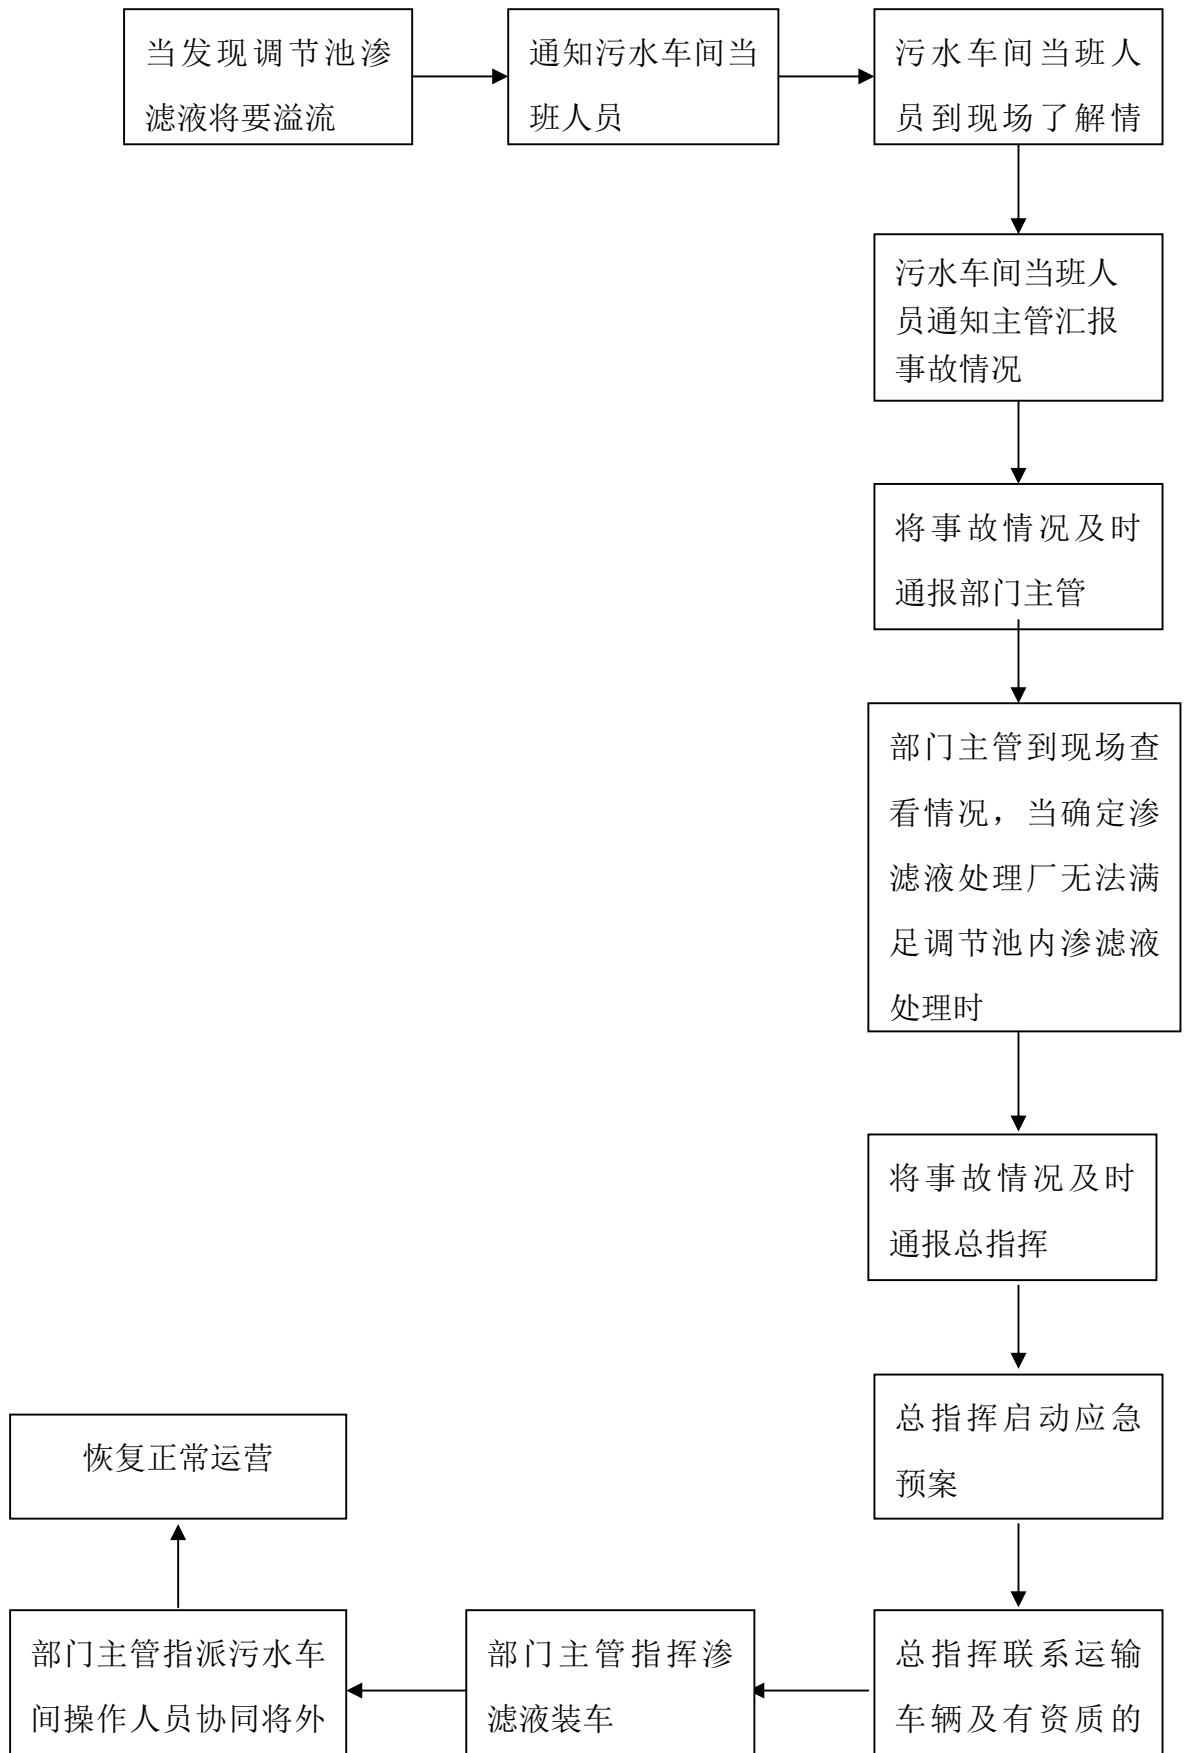 当发现调节池渗
滤液将要溢流
通知污水车间当
班人员
污水车间当班人
员到现场了解情
污水车间当班人
员通知主管汇报
事故情况
将事故情况及时
通报部门主管
部门主管到现场查
看情况，当确定渗
滤液处理厂无法满
足调节池内渗滤液
处理时
将事故情况及时
通报总指挥
总指挥启动应急
预案
总指挥联系运输
车辆及有资质的
部门主管指挥渗
滤液装车
部门主管指派污水车
间操作人员协同将外
恢复正常运营